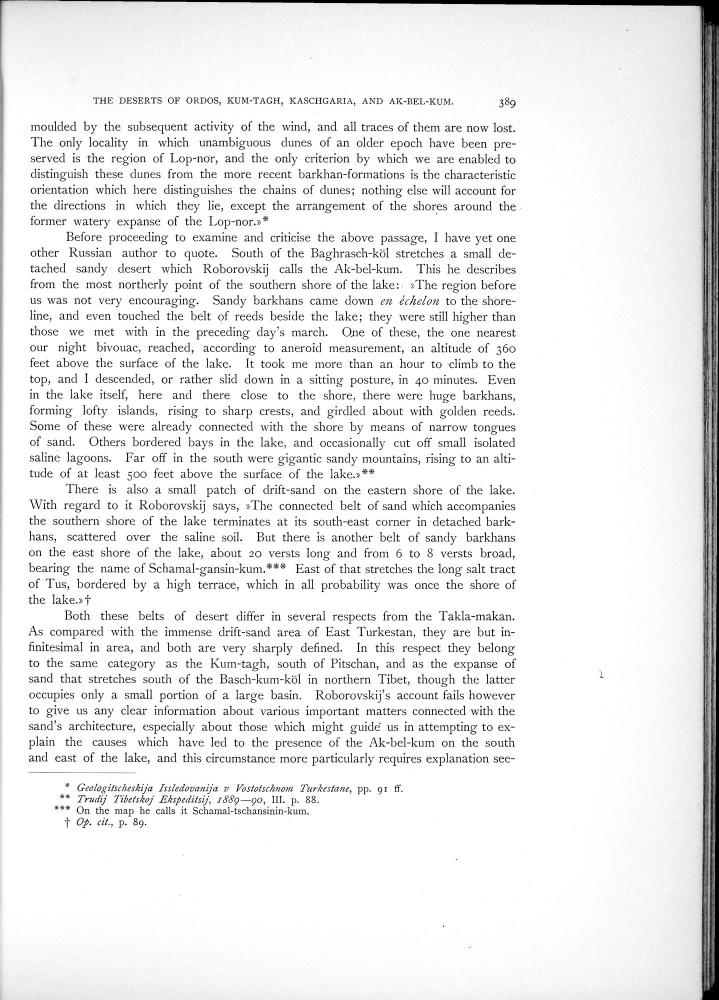 THE DESERTS OF ORDOS, KUM-TAGH, KASCHGARIA, AND AK-BEL-KUM. 389
moulded by the subsequent activity of the wind, and all traces of them are now lost.
The only locality in which unambiguous dunes of an older epoch have been pre-
served is the region of Lop-nor, and the only criterion by which we are enabled to
distinguish these dunes from the more recent barkhan-formations is the characteristic
orientation which here distinguishes the chains of dunes; nothing else will account for
the directions in which they lie, except the arrangement of the shores around the
former watery expanse of the Lop-nor.»*
Before proceeding to examine and criticise the above passage, I have yet one
other Russian author to quote. South of the Baghrasch-köl stretches a small de-
tached sandy desert which Roborovskij calls the Ak-bel-kum. This he describes
from the most northerly point of the southern shore of the lake: »The region before
us was not very encouraging. Sandy barkhans came down en échelon to the shore-
line, and even touched the belt of reeds beside the lake; they were still higher than
those we met with in the preceding day's march. One of these, the one nearest
our night bivouac, reached, according to aneroid measurement, an altitude of 360
feet above the surface of the lake. It took me more than an hour to climb to the
top, and I descended, or rather slid down in a sitting posture, in 40 minutes. Even
in the lake itself, here and there close to the shore, there were huge barkhans,
forming lofty islands, rising to sharp crests, and girdled about with golden reeds.
Some of these were already connected with the shore by means of narrow tongues
of sand. Others bordered bays in the lake, and occasionally cut off small isolated
saline lagoons. Far off in the south were gigantic sandy mountains, rising to an alti-
tude of at least 500 feet above the surface of the lake.»**
There is also a small patch of drift-sand on the eastern shore of the lake.
With regard to it Roborovskij says, »The connected belt of sand which accompanies
the southern shore of the lake terminates at its south-east corner in detached bark-
hans, scattered over the saline soil. But there is another belt of sandy barkhans
on the east shore of the lake, about 20 versts long and from 6 to 8 versts broad,
bearing the name of Schamal-gansin-kum.*** East of that stretches the long salt tract
of Tus, bordered by a high terrace, which in all probability was once the shore of
the lake.»†
Both these belts of desert differ in several respects from the Takla-makan.
As compared with the immense drift-sand area of East Turkestan, they are but in-
finitesimal in area, and both are very sharply defined. In this respect they belong
to the same category as the Kum-tagh, south of Pitschan, and as the expanse of
sand that stretches south of the Basch-kum-köl in northern Tibet, though the latter
occupies only a small portion of a large basin. Roborovskij's account fails however
to give us any clear information about various important matters connected with the
sand's architecture, especially about those which might guide us in attempting to ex-
plain the causes which have led to the presence of the Ak-bel-kum on the south
and east of the lake, and this circumstance more particularly requires explanation see-
* Geologitscheskija Issledovanija v Vostotschnom Turkestane, pp. 91 ff.
** Trudij Tibetskoj Ekspeditsij, 1889—90, III. p. 88.
*** On the map he calls it Schamal-tschansinin-kum.
† Op. cit., p. 89.